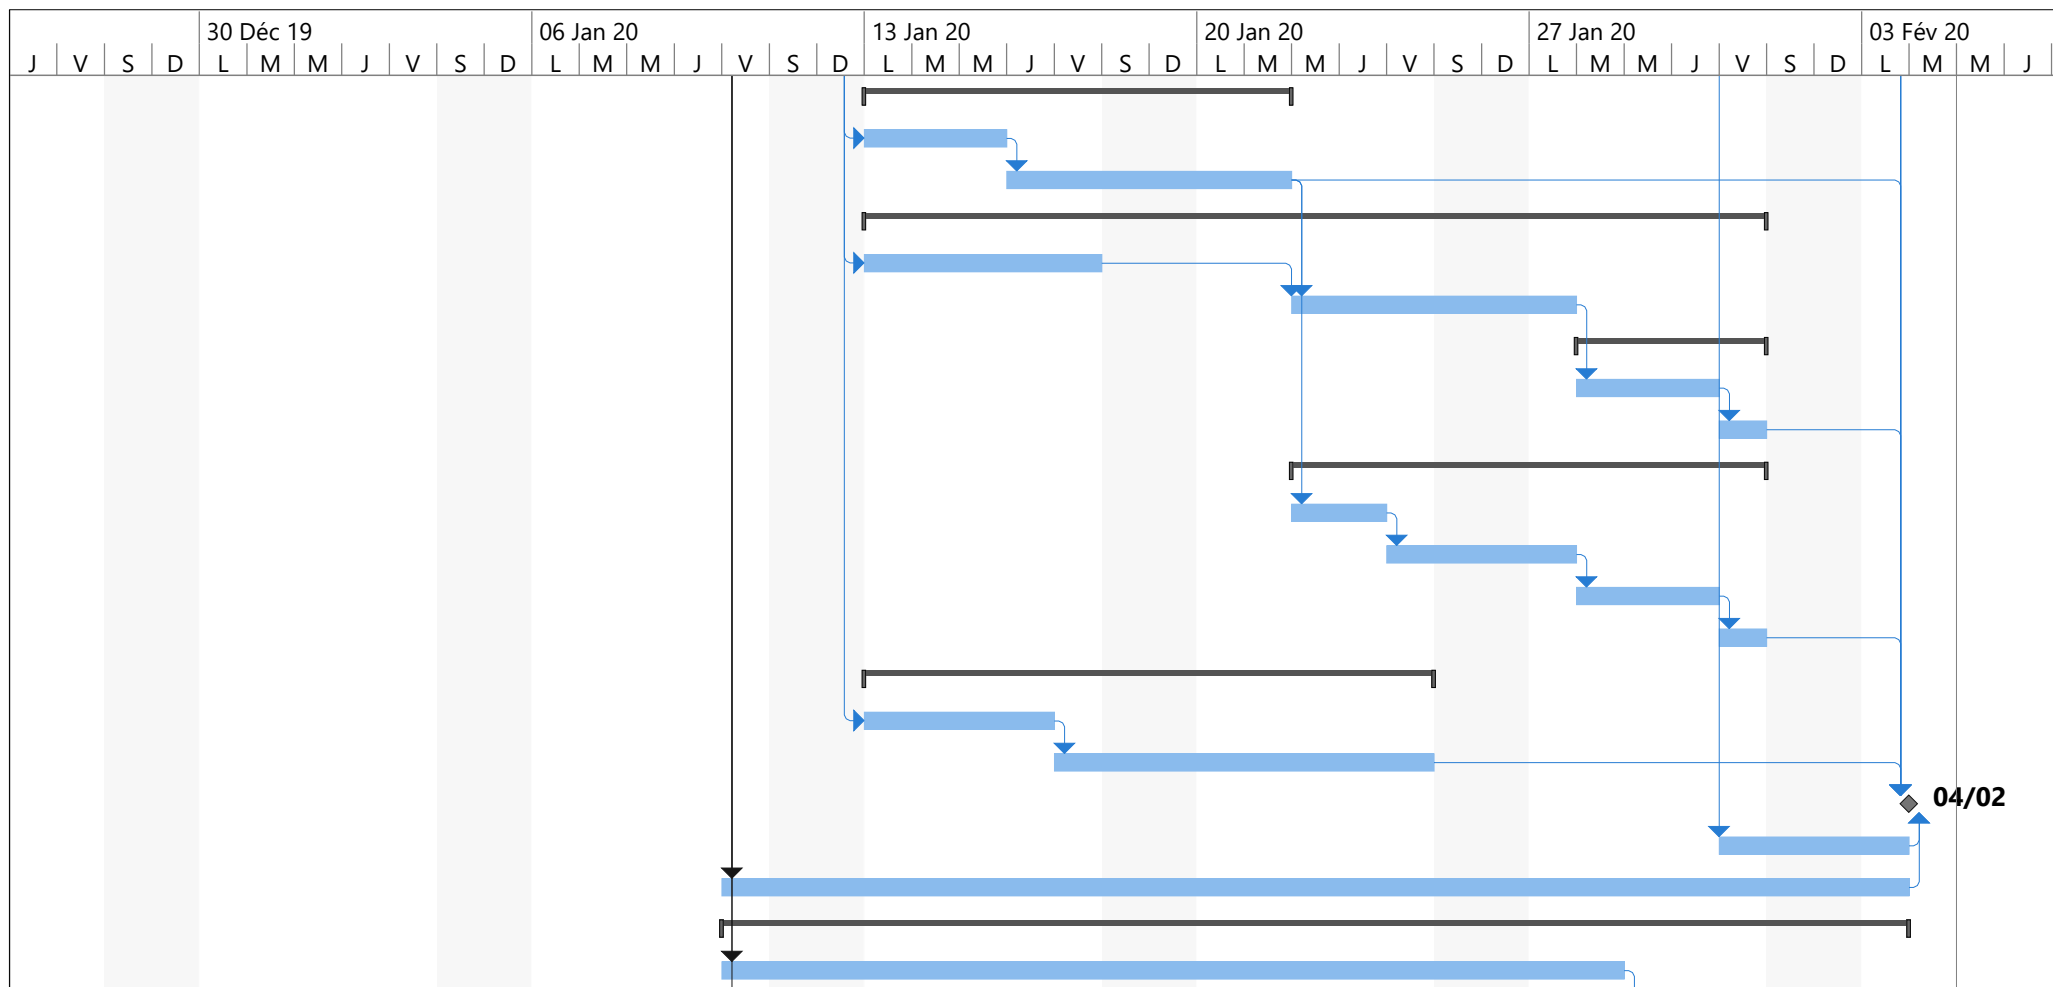 30 Déc 19 06 Jan 20 13 Jan 20 20 Jan 20 27 Jan 20 03 Fév 20
J V S D L M M J V S D L M M J V S D L M M J V S D L M M J V S D L M M J V S D L M M J
04/02